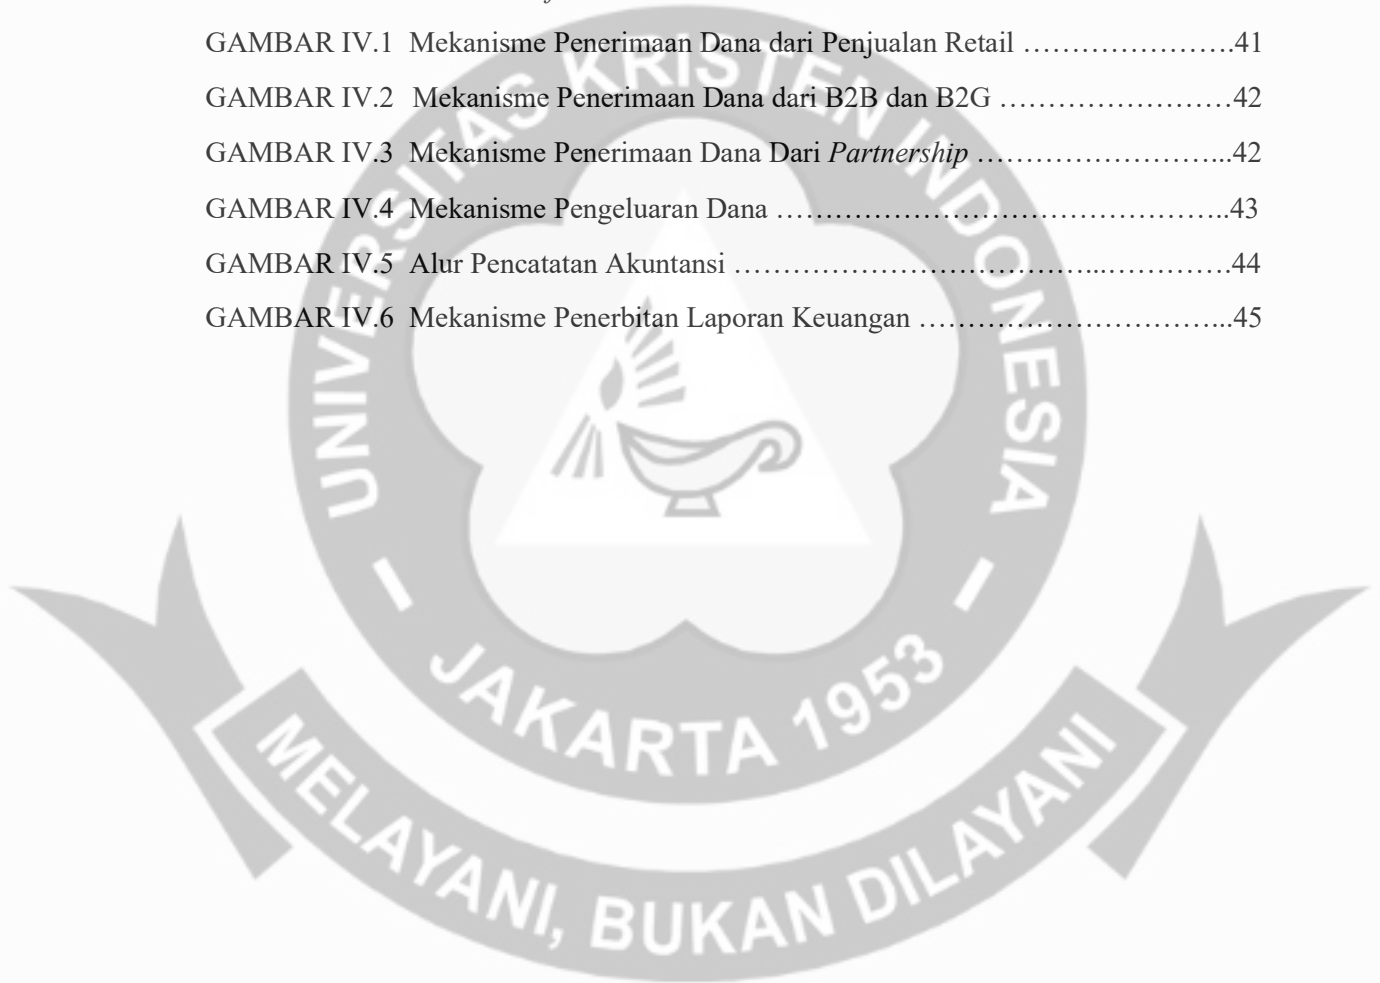 GAMBAR IV.1 Mekanisme Penerimaan Dana dari Penjualan Retail ………………….41
GAMBAR IV.2 Mekanisme Penerimaan Dana dari B2B dan B2G ……………………42
GAMBAR IV.3 Mekanisme Penerimaan Dana Dari Partnership ……………………...42
GAMBAR IV.4 Mekanisme Pengeluaran Dana ………………………………………..43
GAMBAR IV.5 Alur Pencatatan Akuntansi …………………………………...………….44
GAMBAR IV.6 Mekanisme Penerbitan Laporan Keuangan …………………………...45
UNIVERSITAS KRISTEN INDONESIA
JAKARTA 1953
MELAYANI, BUKAN DILAYANI